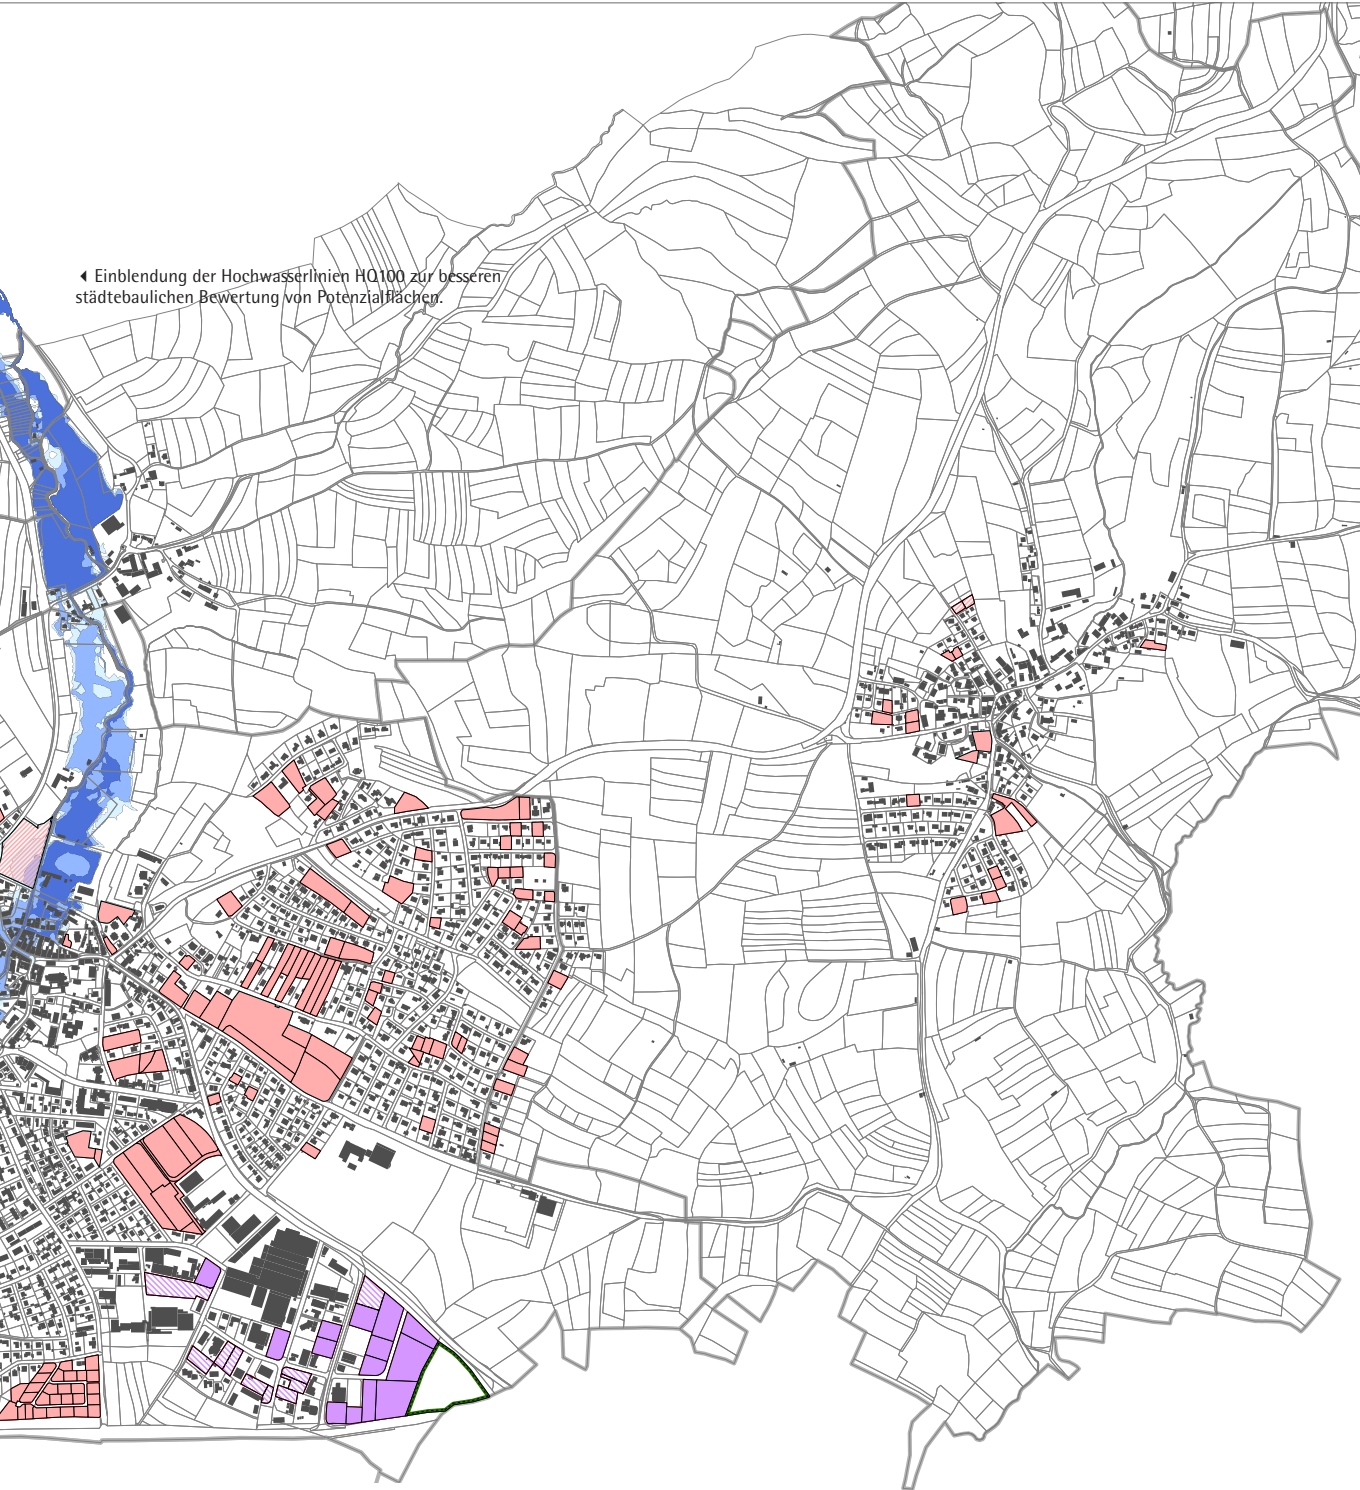 ◀ Einblendung der Hochwasserlinien HQ100 zur besseren
städtebaulichen Bewertung von Potenzialflächen.